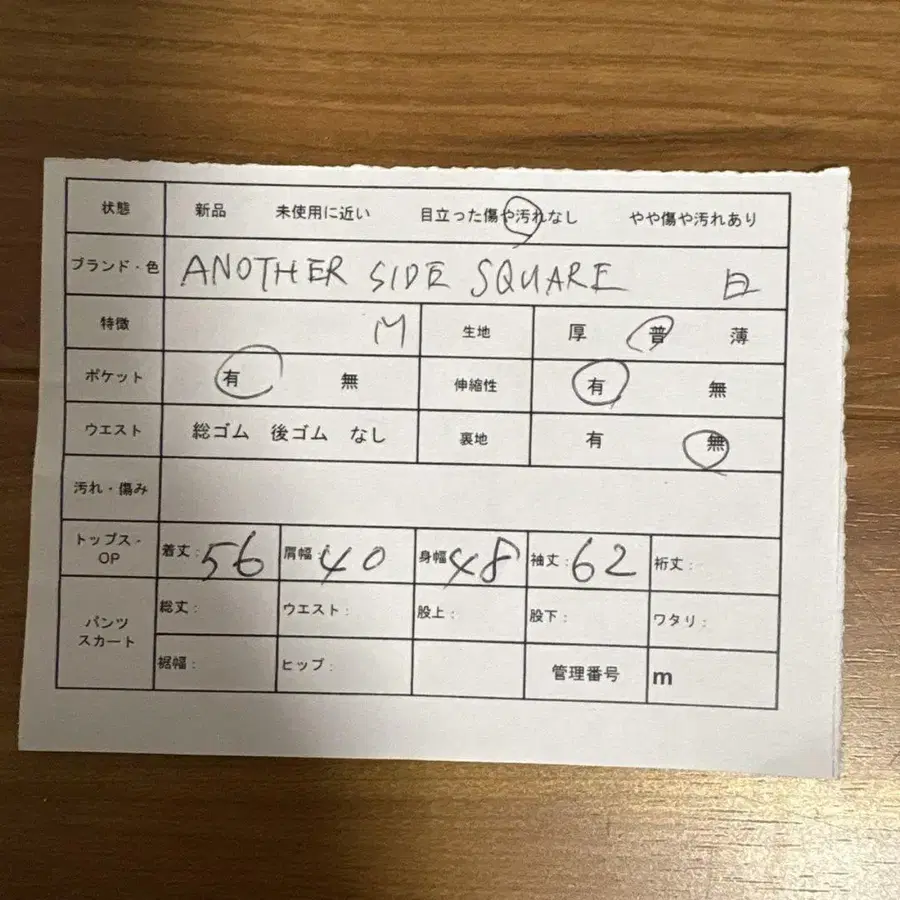 状態 新品 未使用に近い 目立った傷や汚れなし やや傷や汚れあり
ブランド・色 ANOTHER SIDE SQUARE 白
特徴 M 生地 厚 普 薄
ポケット 有 無 伸縮性 有 無
ウエスト 総ゴム 後ゴム なし 裏地 有 無
汚れ・傷み
トップス・OP 着丈:56 肩幅:40 身幅:48 袖丈:62 裄丈:
パンツスカート 総丈: ウエスト: 股上: 股下: ワタリ:
裾幅: ヒップ: 管理番号 m